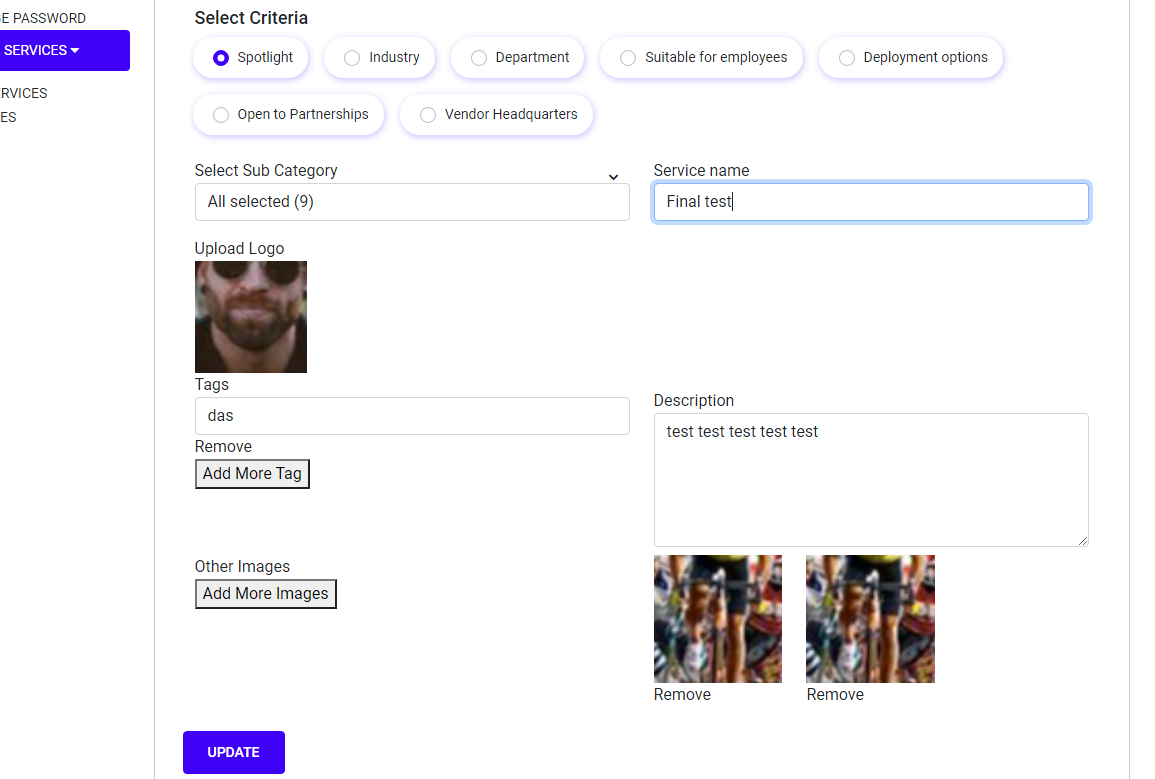 GE PASSWORD
SERVICES
RVICES
ES
Select Criteria
Spotlight
Industry
Department
Suitable for employees
Deployment options
Open to Partnerships
Vendor Headquarters
Select Sub Category
All selected (9)
Service name
Final test
Upload Logo
Tags
das
Remove
Add More Tag
Description
test test test test test
Other Images
Add More Images
Remove
Remove
UPDATE